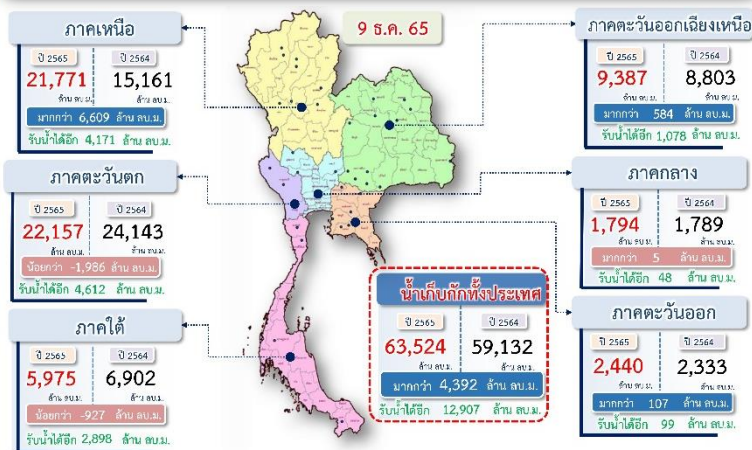 9 ธ.ค. 65
ภาคเหนือ
ปี 2565 ปี 2564
21,771 15,161
ล้าน ลบ.ม. ล้าน ลบ.ม.
มากกว่า 6,609 ล้าน ลบ.ม.
รับน้ำได้อีก 4,171 ล้าน ลบ.ม.
ภาคตะวันออกเฉียงเหนือ
ปี 2565 ปี 2564
9,387 8,803
ล้าน ลบ.ม. ล้าน ลบ.ม.
มากกว่า 584 ล้าน ลบ.ม.
รับน้ำได้อีก 1,078 ล้าน ลบ.ม.
ภาคตะวันตก
ปี 2565 ปี 2564
22,157 24,143
ล้าน ลบ.ม. ล้าน ลบ.ม.
น้อยกว่า -1,986 ล้าน ลบ.ม.
รับน้ำได้อีก 4,612 ล้าน ลบ.ม.
ภาคกลาง
ปี 2565 ปี 2564
1,794 1,789
ล้าน ลบ.ม. ล้าน ลบ.ม.
มากกว่า 5 ล้าน ลบ.ม.
รับน้ำได้อีก 48 ล้าน ลบ.ม.
ภาคใต้
ปี 2565 ปี 2564
5,975 6,902
ล้าน ลบ.ม. ล้าน ลบ.ม.
น้อยกว่า -927 ล้าน ลบ.ม.
รับน้ำได้อีก 2,898 ล้าน ลบ.ม.
น้ำเก็บกักทั้งประเทศ
ปี 2565 ปี 2564
63,524 59,132
ล้าน ลบ.ม. ล้าน ลบ.ม.
มากกว่า 4,392 ล้าน ลบ.ม.
รับน้ำได้อีก 12,907 ล้าน ลบ.ม.
ภาคตะวันออก
ปี 2565 ปี 2564
2,440 2,333
ล้าน ลบ.ม. ล้าน ลบ.ม.
มากกว่า 107 ล้าน ลบ.ม.
รับน้ำได้อีก 99 ล้าน ลบ.ม.